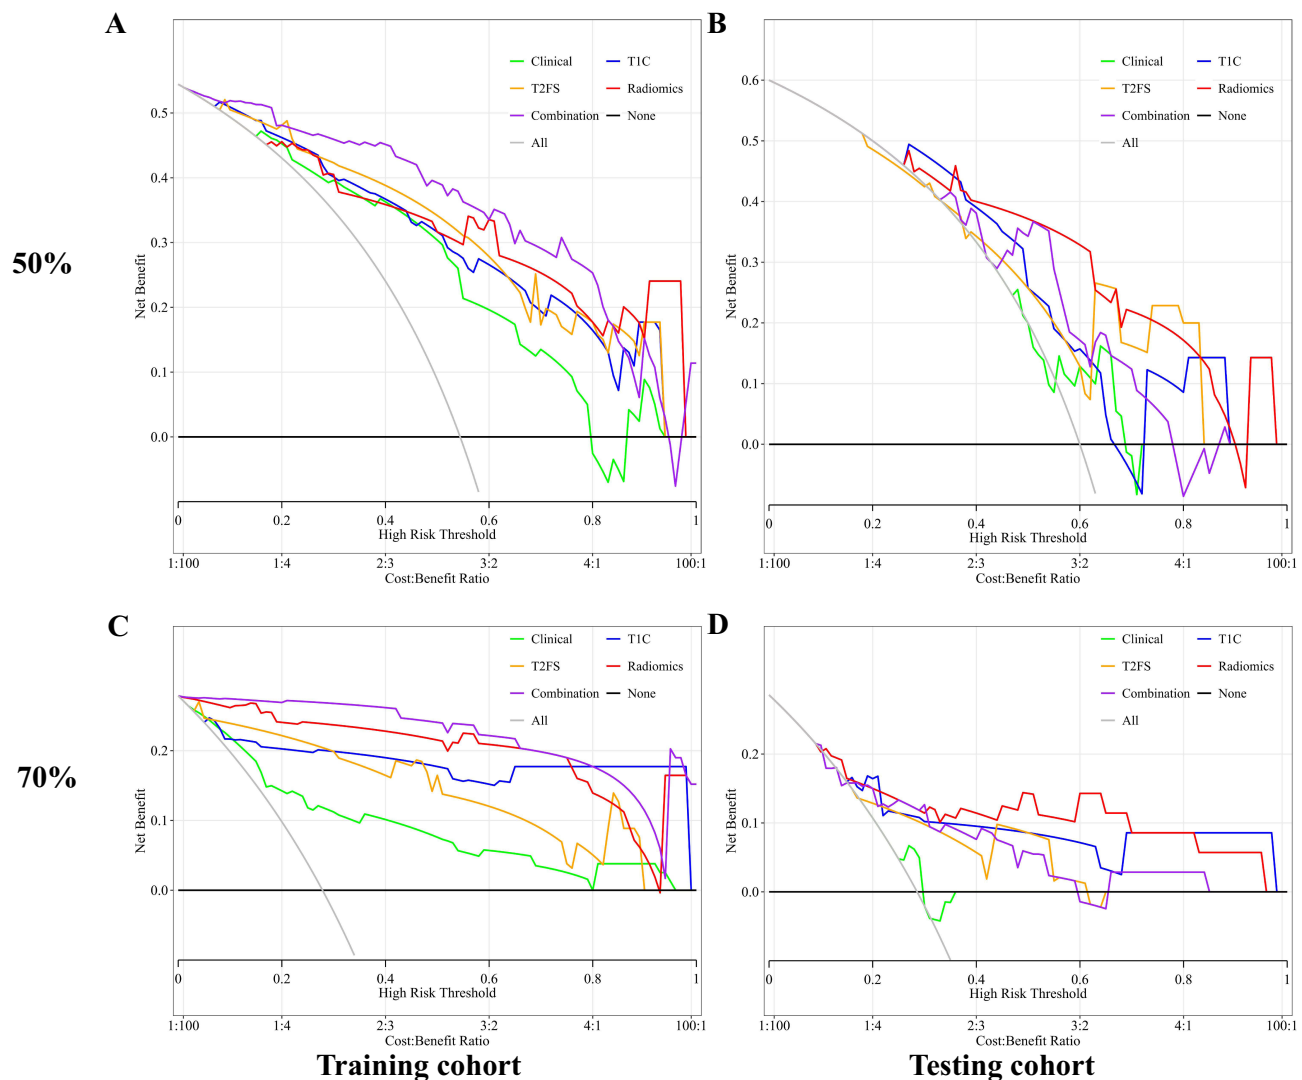 A
Clinical
T1C
T2FS
Radiomics
Combination
None
All
Net Benefit
0.5
0.4
0.3
0.2
0.1
0.0
0 0.2 0.4 0.6 0.8 1
High Risk Threshold
1:100 1:4 2:3 3:2 4:1 100:1
Cost:Benefit Ratio
B
Clinical
T1C
T2FS
Radiomics
Combination
None
All
Net Benefit
0.6
0.5
0.4
0.3
0.2
0.1
0.0
0 0.2 0.4 0.6 0.8 1
High Risk Threshold
1:100 1:4 2:3 3:2 4:1 100:1
Cost:Benefit Ratio
50%
C
Clinical
T1C
T2FS
Radiomics
Combination
None
All
Net Benefit
0.2
0.1
0.0
0 0.2 0.4 0.6 0.8 1
High Risk Threshold
1:100 1:4 2:3 3:2 4:1 100:1
Cost:Benefit Ratio
D
Clinical
T1C
T2FS
Radiomics
Combination
None
All
Net Benefit
0.2
0.1
0.0
0 0.2 0.4 0.6 0.8 1
High Risk Threshold
1:100 1:4 2:3 3:2 4:1 100:1
Cost:Benefit Ratio
70%
Training cohort
Testing cohort